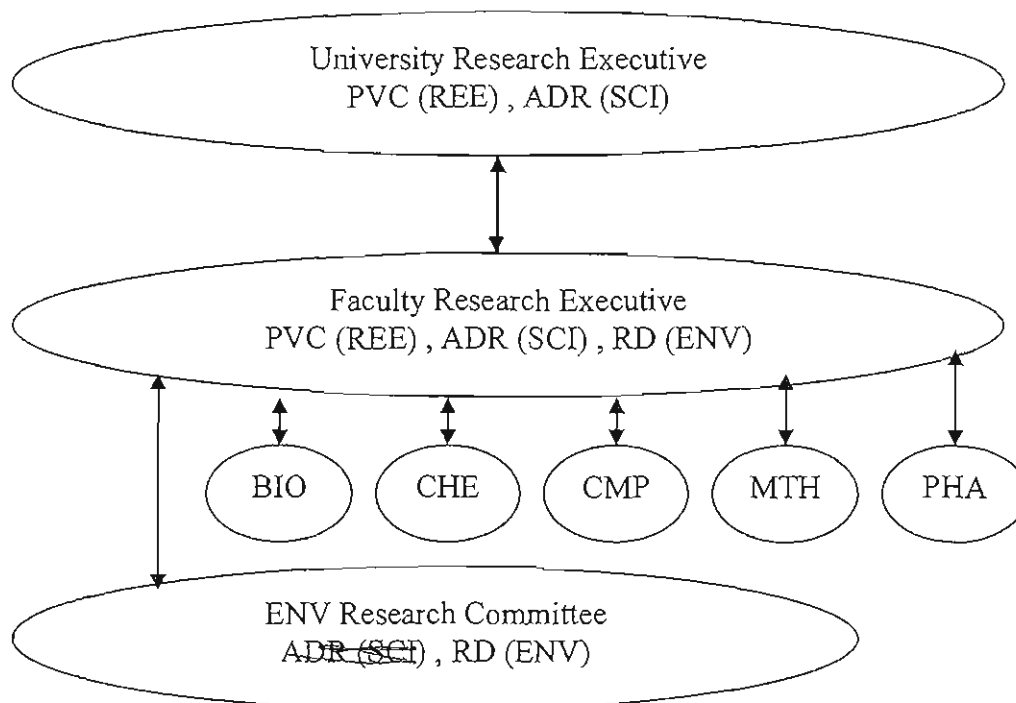 University Research Executive
PVC (REE) , ADR (SCI)
Faculty Research Executive
PVC (REE) , ADR (SCI) , RD (ENV)
BIO
CHE
CMP
MTH
PHA
ENV Research Committee
ADR (SCI) , RD (ENV)